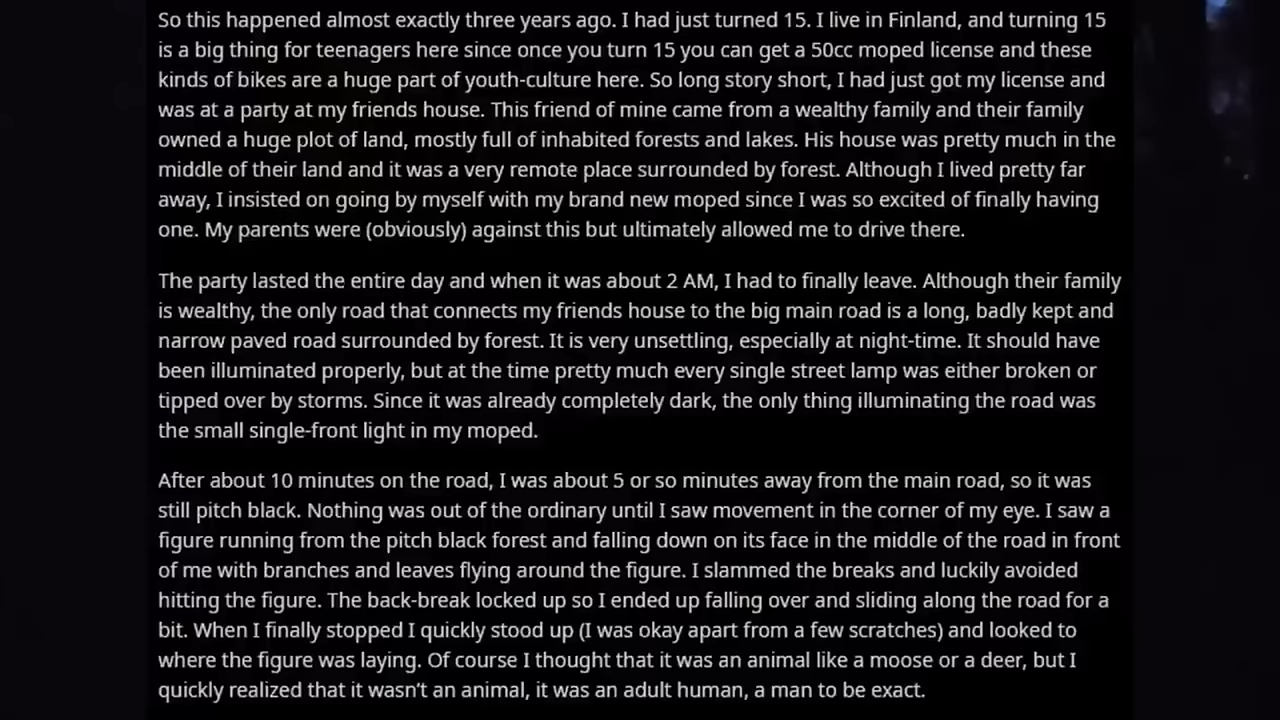 So this happened almost exactly three years ago. I had just turned 15. I live in Finland, and turning 15
is a big thing for teenagers here since once you turn 15 you can get a 50cc moped license and these
kinds of bikes are a huge part of youth-culture here. So long story short, I had just got my license and
was at a party at my friends house. This friend of mine came from a wealthy family and their family
owned a huge plot of land, mostly full of inhabited forests and lakes. His house was pretty much in the
middle of their land and it was a very remote place surrounded by forest. Although I lived pretty far
away, I insisted on going by myself with my brand new moped since I was so excited of finally having
one. My parents were (obviously) against this but ultimately allowed me to drive there.
The party lasted the entire day and when it was about 2 AM, I had to finally leave. Although their family
is wealthy, the only road that connects my friends house to the big main road is a long, badly kept and
narrow paved road surrounded by forest. It is very unsettling, especially at night-time. It should have
been illuminated properly, but at the time pretty much every single street lamp was either broken or
tipped over by storms. Since it was already completely dark, the only thing illuminating the road was
the small single-front light in my moped.
After about 10 minutes on the road, I was about 5 or so minutes away from the main road, so it was
still pitch black. Nothing was out of the ordinary until I saw movement in the corner of my eye. I saw a
figure running from the pitch black forest and falling down on its face in the middle of the road in front
of me with branches and leaves flying around the figure. I slammed the breaks and luckily avoided
hitting the figure. The back-break locked up so I ended up falling over and sliding along the road for a
bit. When I finally stopped I quickly stood up (I was okay apart from a few scratches) and looked to
where the figure was laying. Of course I thought that it was an animal like a moose or a deer, but I
quickly realized that it wasn't an animal, it was an adult human, a man to be exact.